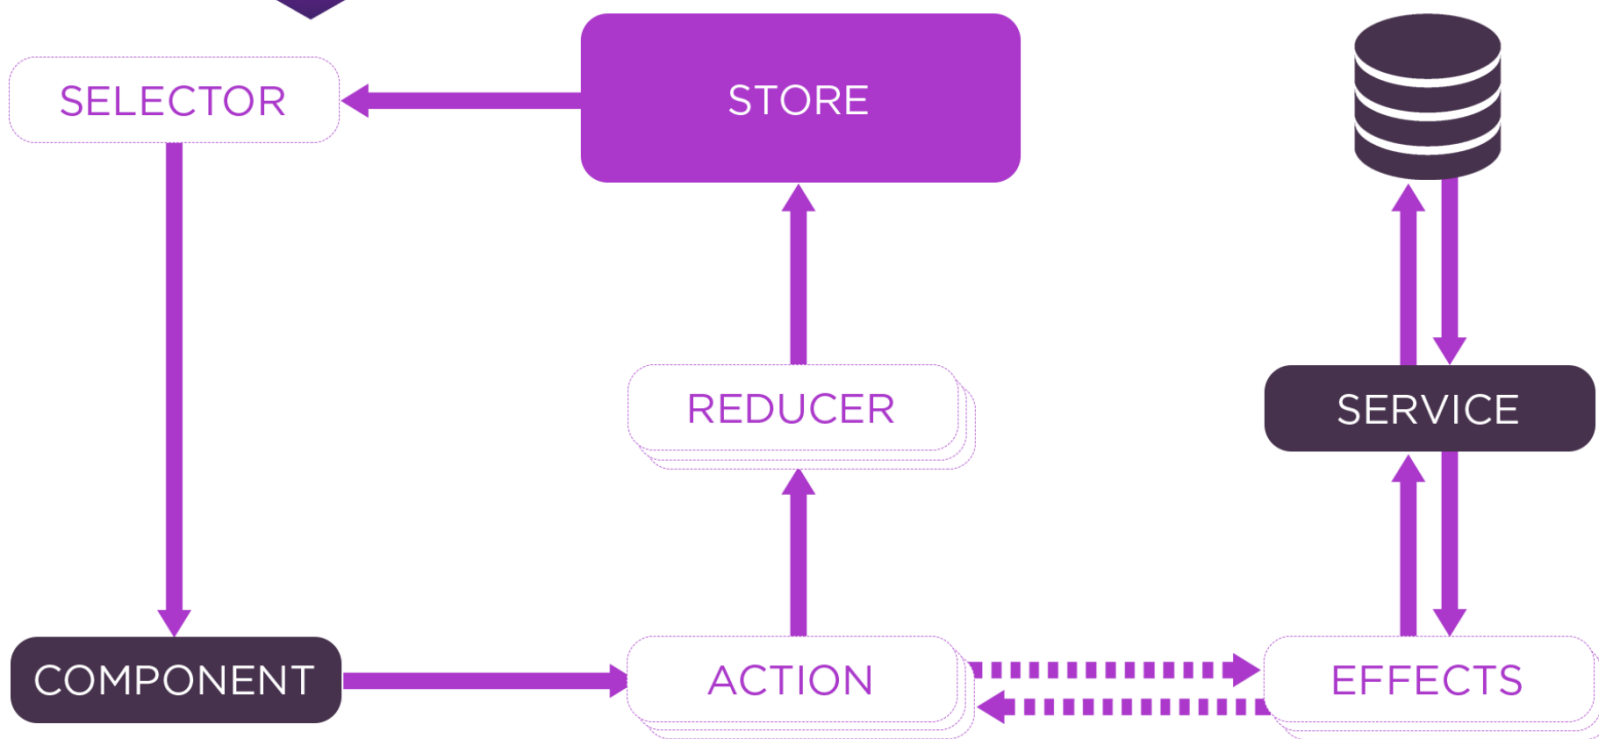 SELECTOR
STORE
REDUCER
SERVICE
COMPONENT
ACTION
EFFECTS